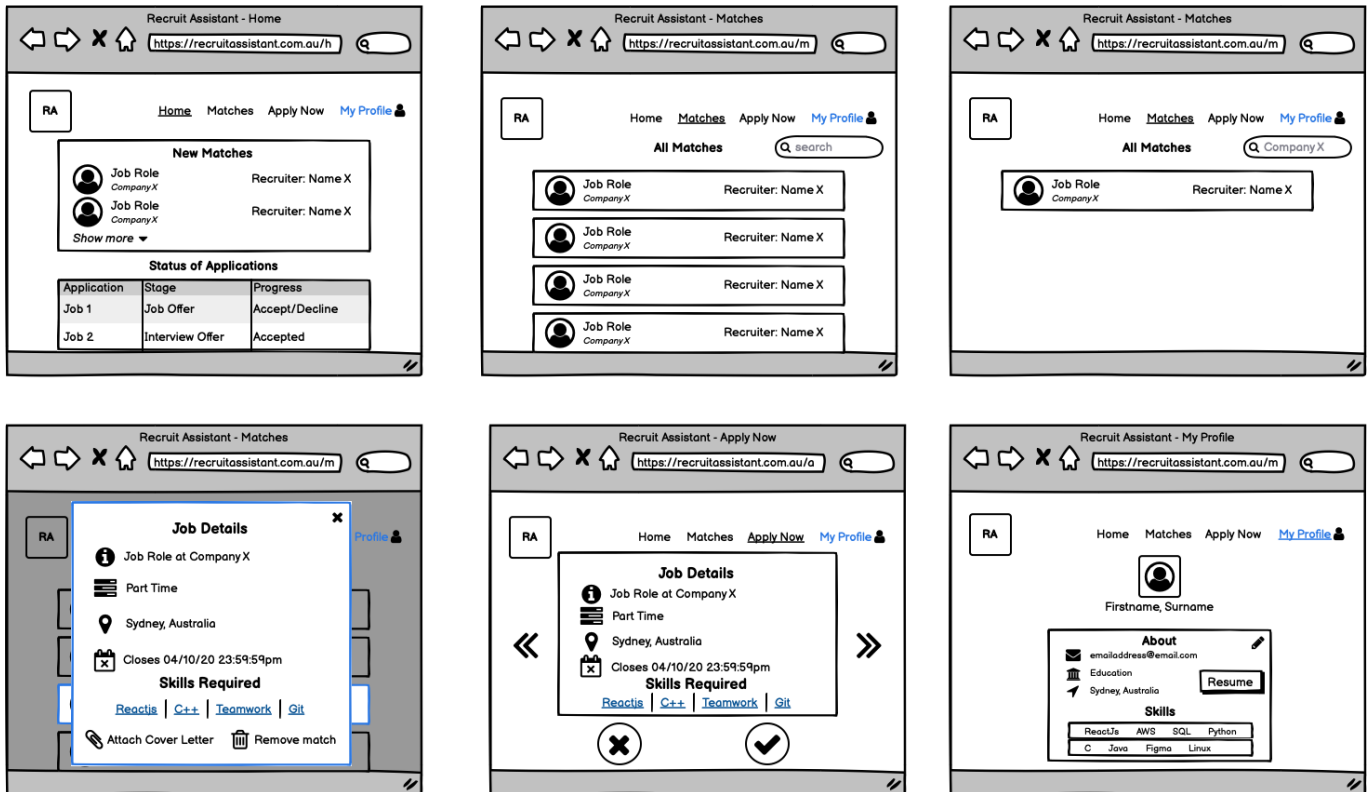 Recruit Assistant - Home
https://recruitassistant.com.au/h
RA
Home Matches Apply Now My Profile
New Matches
Job Role
CompanyX
Recruiter: Name X
Job Role
CompanyX
Recruiter: Name X
Show more
Status of Applications
Application Stage Progress
Job 1 Job Offer Accept/Decline
Job 2 Interview Offer Accepted
Recruit Assistant - Matches
https://recruitassistant.com.au/m
RA
Home Matches Apply Now My Profile
All Matches search
Job Role
CompanyX
Recruiter: Name X
Job Role
CompanyX
Recruiter: Name X
Job Role
CompanyX
Recruiter: Name X
Job Role
CompanyX
Recruiter: Name X
Recruit Assistant - Matches
https://recruitassistant.com.au/m
RA
Home Matches Apply Now My Profile
All Matches CompanyX
Job Role
CompanyX
Recruiter: Name X
Recruit Assistant - Matches
https://recruitassistant.com.au/m
RA
Profile
Job Details
Job Role at CompanyX
Part Time
Sydney, Australia
Closes 04/10/20 23:59:59pm
Skills Required
Reactjs | C++ | Teamwork | Git
Attach Cover Letter Remove match
Recruit Assistant - Apply Now
https://recruitassistant.com.au/a
RA
Home Matches Apply Now My Profile
Job Details
Job Role at CompanyX
Part Time
Sydney, Australia
Closes 04/10/20 23:59:59pm
Skills Required
Reactjs | C++ | Teamwork | Git
Recruit Assistant - My Profile
https://recruitassistant.com.au/m
RA
Home Matches Apply Now My Profile
Firstname, Surname
About
emailaddress@email.com
Education
Sydney, Australia
Resume
Skills
ReactJs AWS SQL Python
C Java Figma Linux